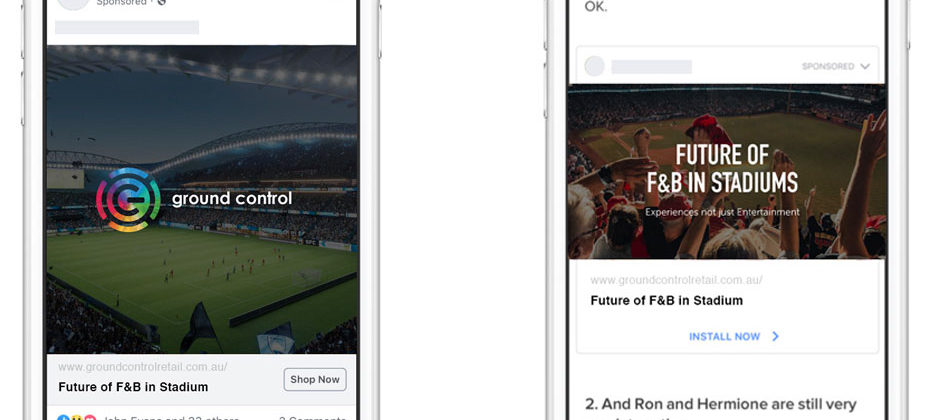 Sponsored ·
ground control
www.groundcontrolretail.com.au/
Future of F&B in Stadium
Shop Now
John Evans and 23 others
2 Comments
OK.
SPONSORED
FUTURE OF
F&B IN STADIUMS
Experiences not just Entertainment
www.groundcontrolretail.com.au/
Future of F&B in Stadium
INSTALL NOW
2. And Ron and Hermione are still very